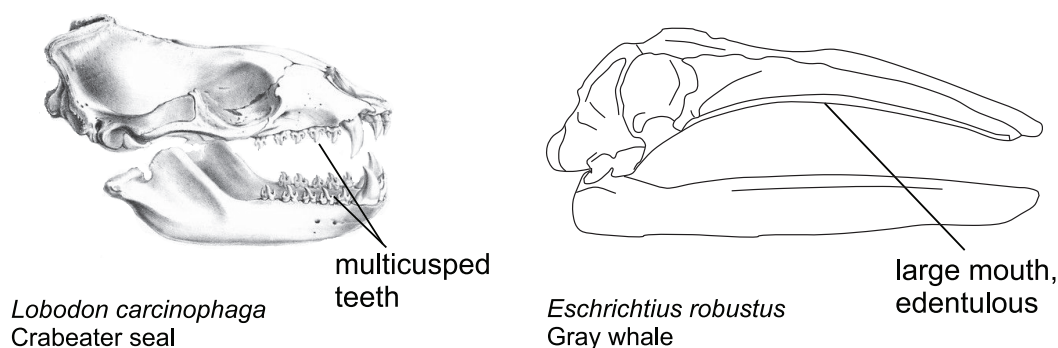 multicusped
teeth
Lobodon carcinophaga
Crabeater seal
large mouth,
edentulous
Eschrichtius robustus
Gray whale